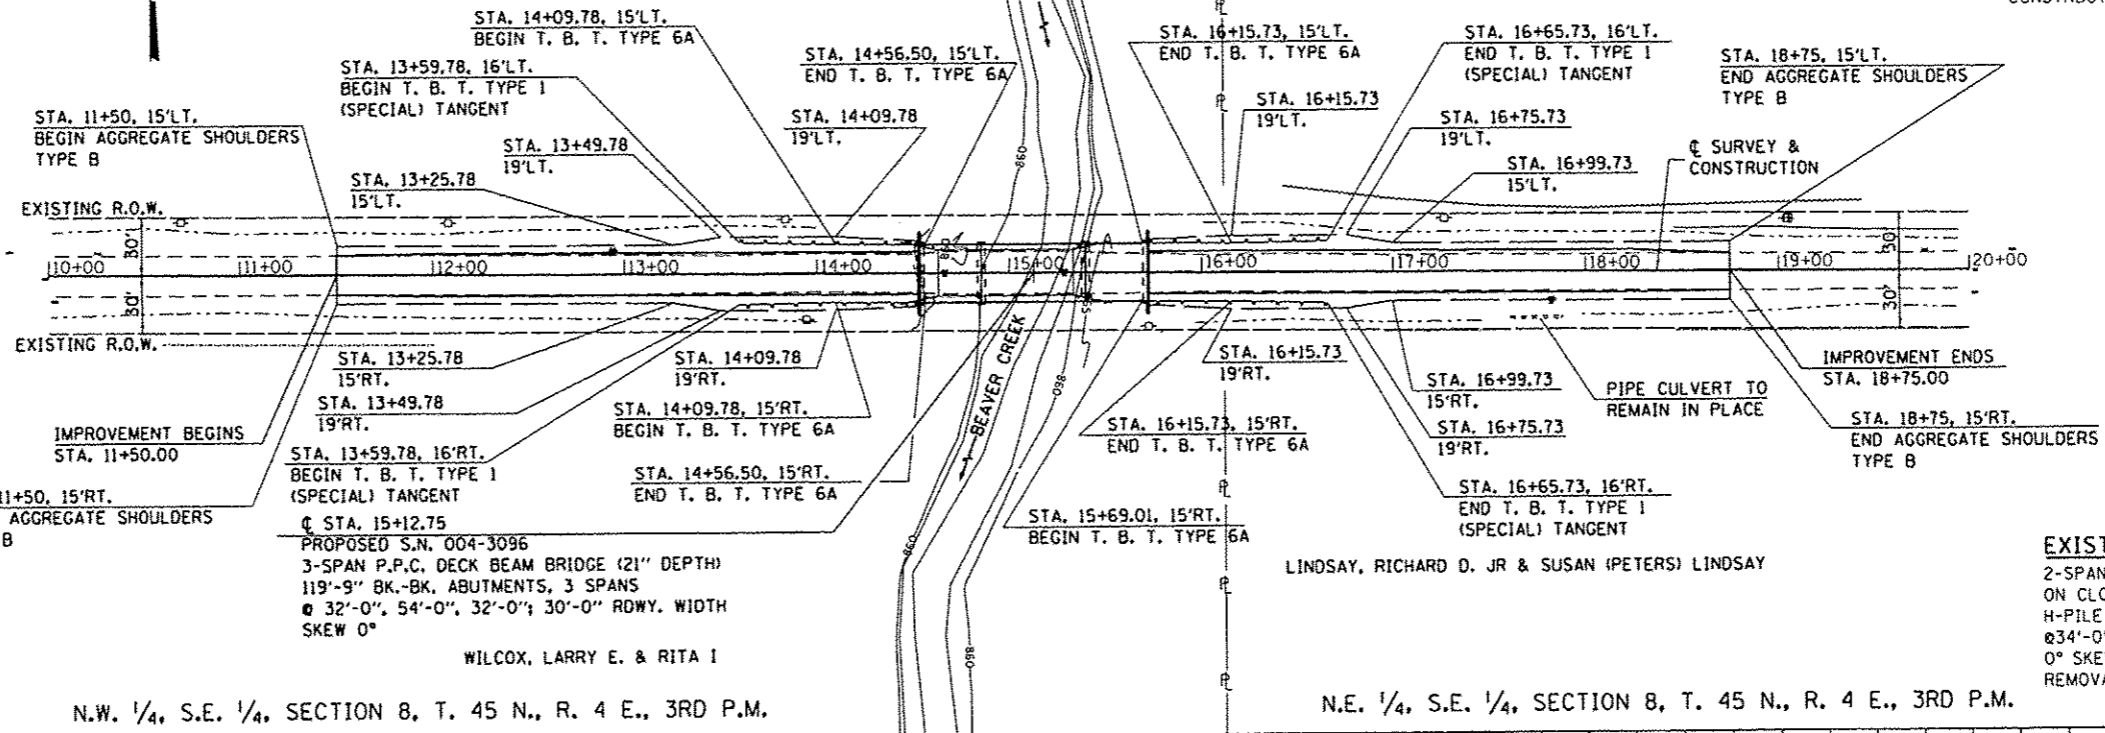 STA. 14+09.78, 15'LT.
BEGIN T. B. T. TYPE 6A
STA. 13+59.78, 16'LT.
BEGIN T. B. T. TYPE 1
(SPECIAL) TANGENT
STA. 14+56.50, 15'LT.
END T. B. T. TYPE 6A
STA. 16+15.73, 15'LT.
END T. B. T. TYPE 6A
STA. 16+65.73, 16'LT.
END T. B. T. TYPE 1
(SPECIAL) TANGENT
STA. 18+75, 15'LT.
END AGGREGATE SHOULDERS
TYPE B
STA. 11+50, 15'LT.
BEGIN AGGREGATE SHOULDERS
TYPE B
STA. 13+49.78
19'LT.
STA. 14+09.78
19'LT.
STA. 16+15.73
19'LT.
STA. 16+75.73
19'LT.
STA. 13+25.78
15'LT.
STA. 16+99.73
15'LT.
℄ SURVEY &
CONSTRUCTION
EXISTING R.O.W.
30'
30'
10+00
11+00
12+00
13+00
14+00
15+00
16+00
17+00
18+00
19+00
20+00
30'
30'
860
860
860
860
BEAVER CREEK
EXISTING R.O.W.
STA. 13+25.78
15'RT.
STA. 13+49.78
19'RT.
STA. 14+09.78
19'RT.
STA. 14+09.78, 15'RT.
BEGIN T. B. T. TYPE 6A
IMPROVEMENT BEGINS
STA. 11+50.00
STA. 13+59.78, 16'RT.
BEGIN T. B. T. TYPE 1
(SPECIAL) TANGENT
STA. 14+56.50, 15'RT.
END T. B. T. TYPE 6A
11+50, 15'RT.
AGGREGATE SHOULDERS
B
STA. 16+15.73
19'RT.
STA. 16+15.73, 15'RT.
END T. B. T. TYPE 6A
STA. 16+99.73
15'RT.
STA. 16+75.73
19'RT.
PIPE CULVERT TO
REMAIN IN PLACE
IMPROVEMENT ENDS
STA. 18+75.00
STA. 18+75, 15'RT.
END AGGREGATE SHOULDERS
TYPE B
STA. 16+65.73, 16'RT.
END T. B. T. TYPE 1
(SPECIAL) TANGENT
STA. 15+69.01, 15'RT.
BEGIN T. B. T. TYPE 6A
℄ STA. 15+12.75
PROPOSED S.N. 004-3096
3-SPAN P.P.C. DECK BEAM BRIDGE (21" DEPTH)
119'-9" BK.-BK. ABUTMENTS, 3 SPANS
@ 32'-0", 54'-0", 32'-0"; 30'-0" RDWY. WIDTH
SKEW 0°
WILCOX, LARRY E. & RITA I
LINDSAY, RICHARD D. JR & SUSAN (PETERS) LINDSAY
EXIST
2-SPAN
ON CLO
H-PILE
@34'-0"
0° SKE
REMOVA
N.W. 1/4, S.E. 1/4, SECTION 8, T. 45 N., R. 4 E., 3RD P.M.
N.E. 1/4, S.E. 1/4, SECTION 8, T. 45 N., R. 4 E., 3RD P.M.